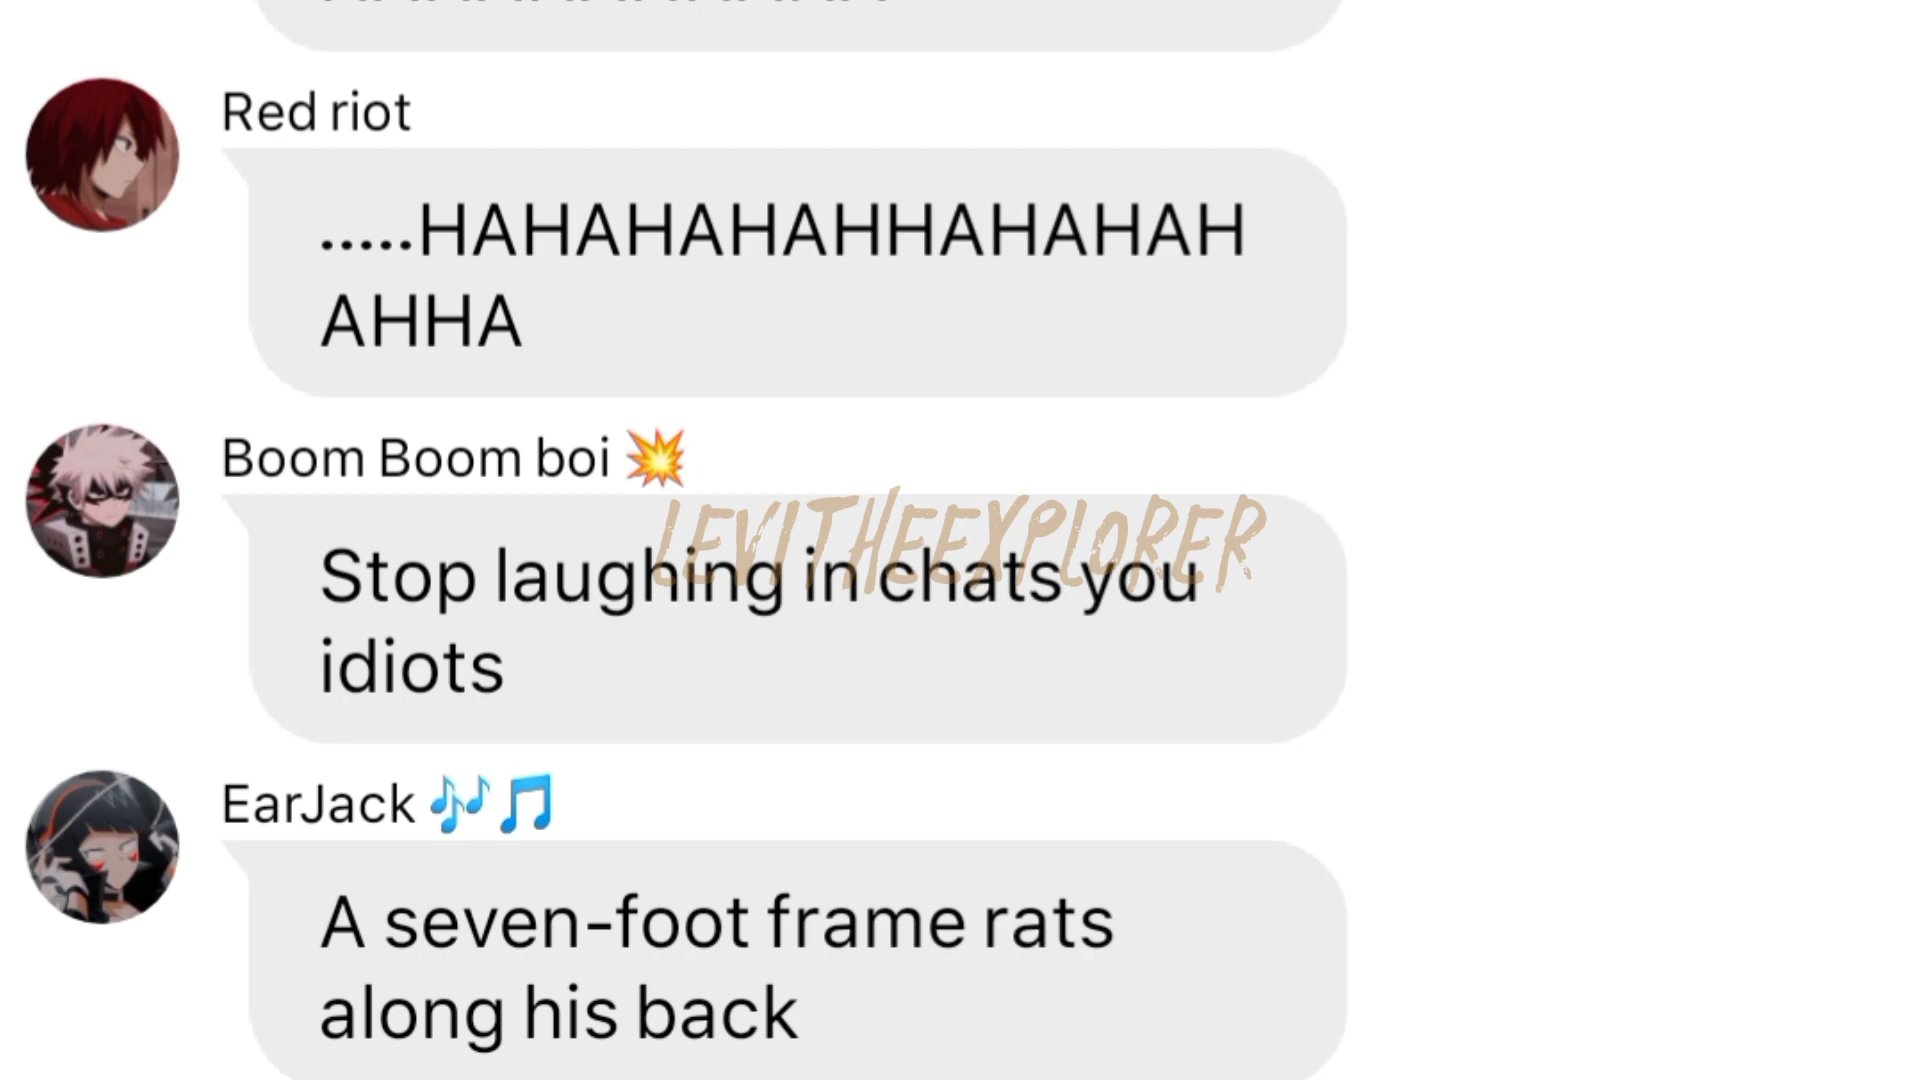 Red riot
.....HAHAHAHAHHAHAHAH
AHHA
Boom Boom boi 💥
LEVITHEEXPLORER
Stop laughing in chats you
idiots
EarJack 🎶🎵
A seven-foot frame rats
along his back